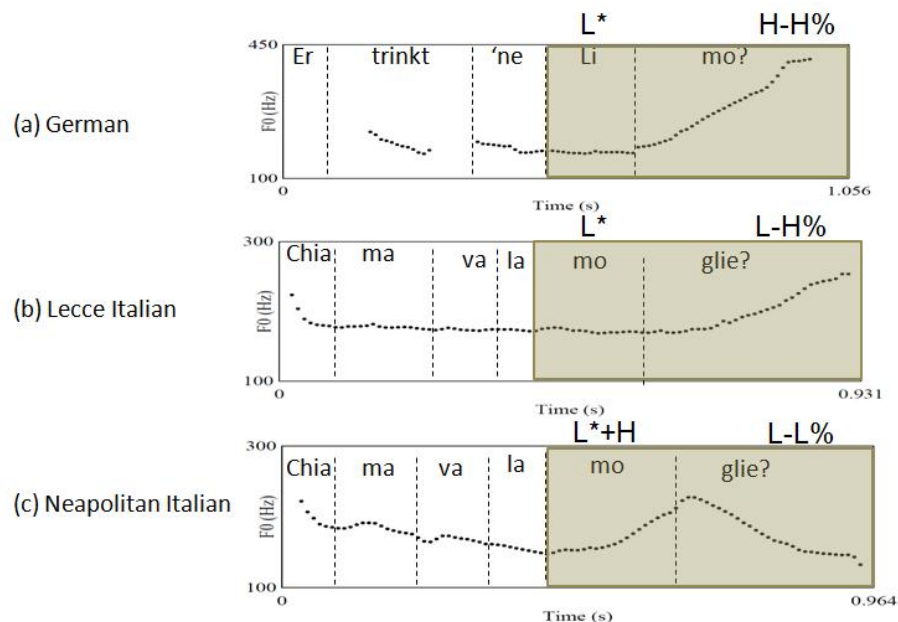 L* H-H%
450
Er trinkt 'ne Li mo?
(a) German
F0 (Hz)
100
0 1.056
Time (s)
L* L-H%
300
Chia ma va la mo glie?
(b) Lecce Italian
F0 (Hz)
100
0 0.931
Time (s)
L*+H L-L%
300
Chia ma va la mo glie?
(c) Neapolitan Italian
F0 (Hz)
100
0 0.964
Time (s)